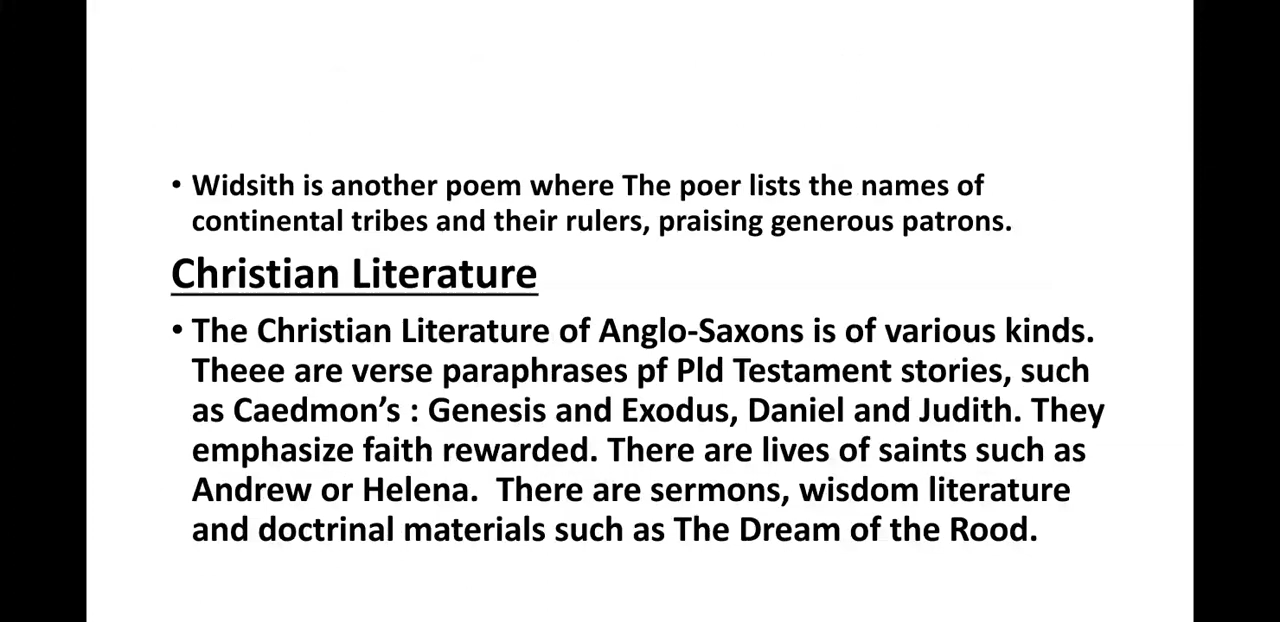 • Widsith is another poem where The poer lists the names of
continental tribes and their rulers, praising generous patrons.
Christian Literature
• The Christian Literature of Anglo-Saxons is of various kinds.
Theee are verse paraphrases pf Pld Testament stories, such
as Caedmon’s : Genesis and Exodus, Daniel and Judith. They
emphasize faith rewarded. There are lives of saints such as
Andrew or Helena.  There are sermons, wisdom literature
and doctrinal materials such as The Dream of the Rood.